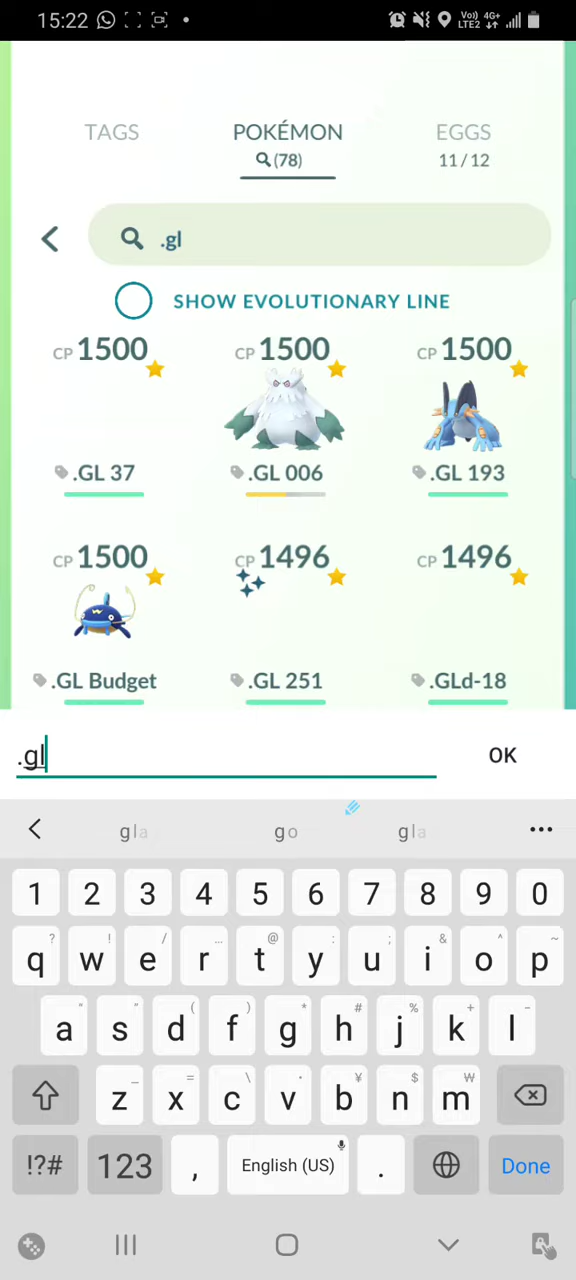 15:22 Vo) LTE2 4G+
TAGS POKÉMON EGGS
(78) 11 / 12
.gl
SHOW EVOLUTIONARY LINE
CP 1500 CP 1500 CP 1500
.GL 37 .GL 006 .GL 193
CP 1500 CP 1496 CP 1496
.GL Budget .GL 251 .GLd-18
.gl OK
gla go gla
1 2 3 4 5 6 7 8 9 0
? ! / ... @ : ; & ^ ~
q w e r t y u i o p
" " ( ) * # % + -
a s d f g h j k l
_ = \ · ¥ $ ₩
z x c v b n m
!?# 123 , English (US) . Done